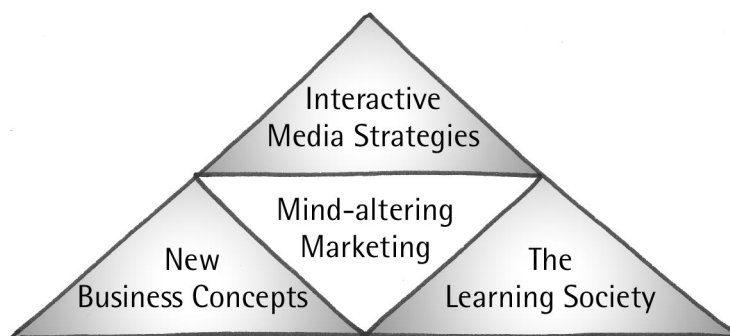 Interactive
Media Strategies
Mind-altering
Marketing
New
Business Concepts
The
Learning Society